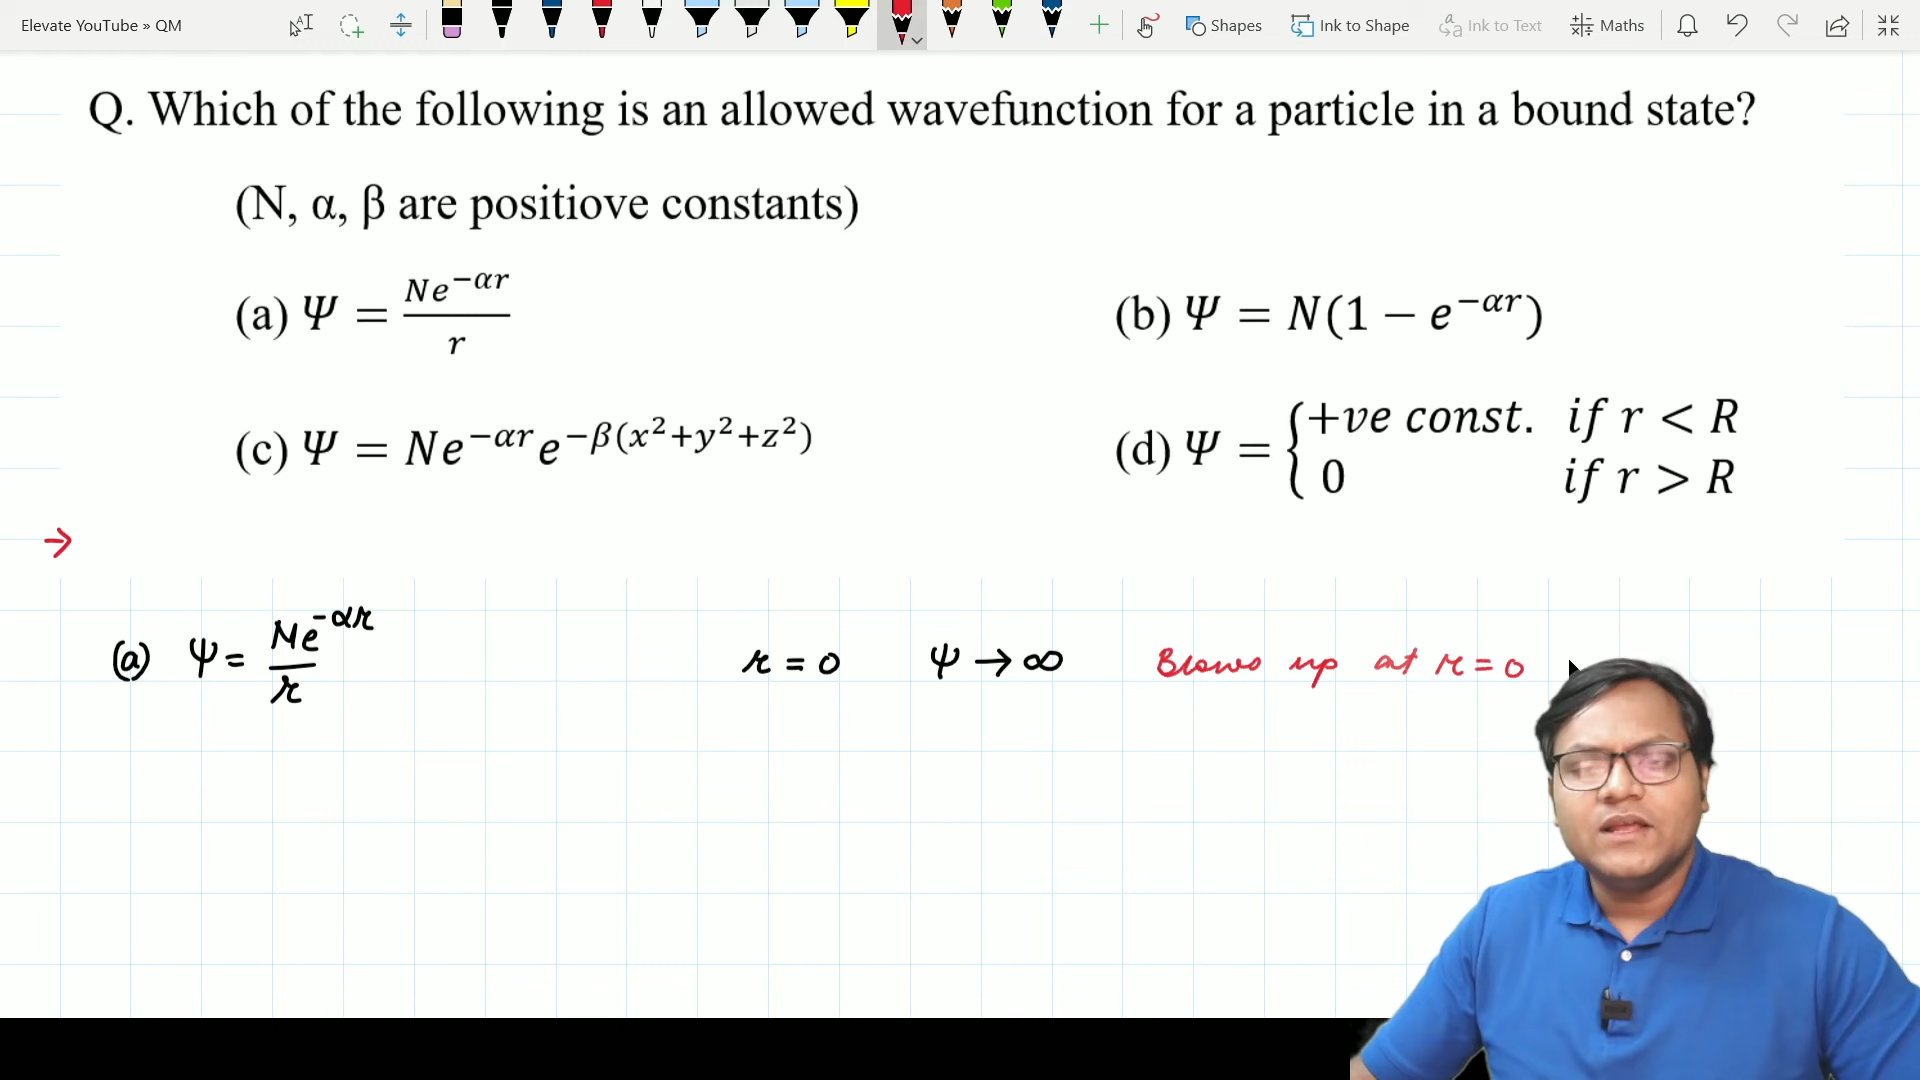 Elevate YouTube » QM
Shapes
Ink to Shape
Ink to Text
Maths
Q. Which of the following is an allowed wavefunction for a particle in a bound state?
(N, α, β are positiove constants)
(a) Ψ = Ne^{−αr}/r
(b) Ψ = N(1 − e^{−αr})
(c) Ψ = Ne^{−αr}e^{−β(x²+y²+z²)}
(d) Ψ = { +ve const. if r < R
0 if r > R
→
(a) Ψ = Ne^{-αr}/r
r = 0 Ψ → ∞ Blows up at r = 0